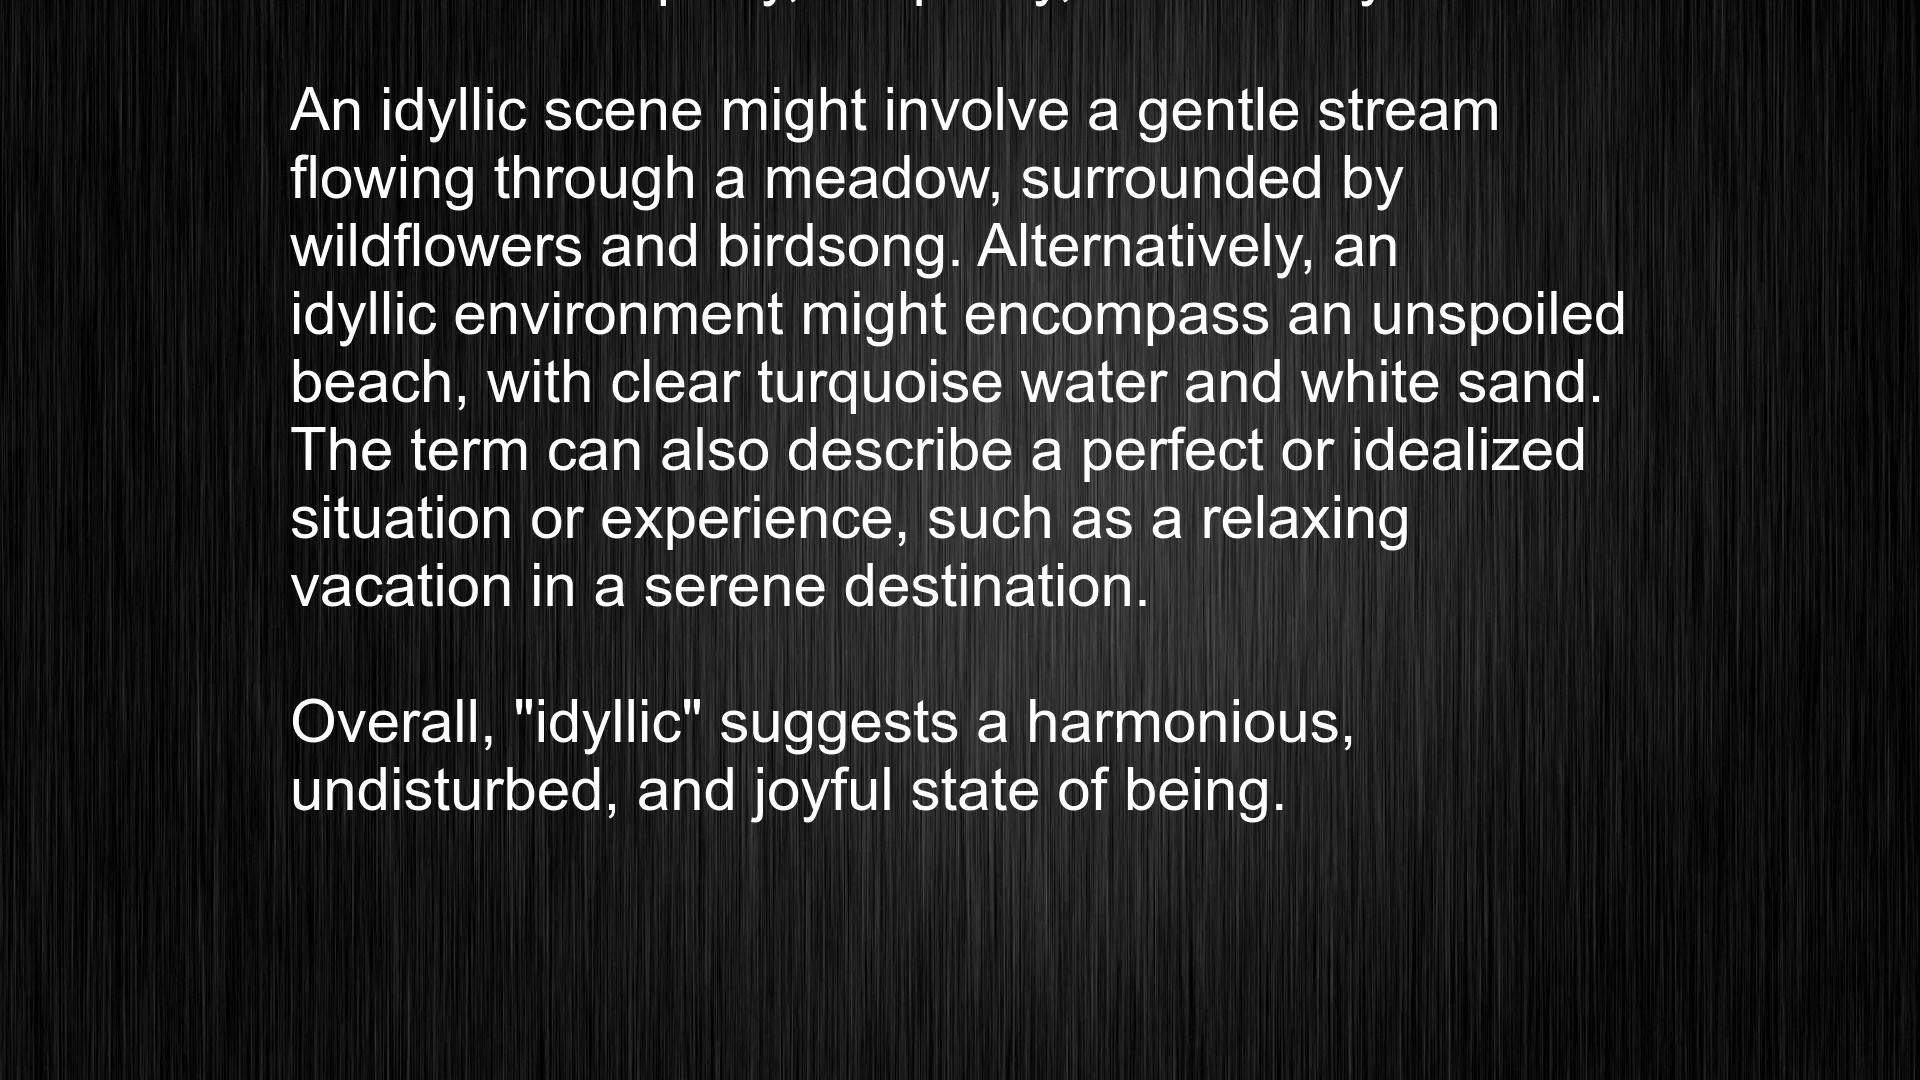 An idyllic scene might involve a gentle stream
flowing through a meadow, surrounded by
wildflowers and birdsong. Alternatively, an
idyllic environment might encompass an unspoiled
beach, with clear turquoise water and white sand.
The term can also describe a perfect or idealized
situation or experience, such as a relaxing
vacation in a serene destination.
Overall, "idyllic" suggests a harmonious,
undisturbed, and joyful state of being.